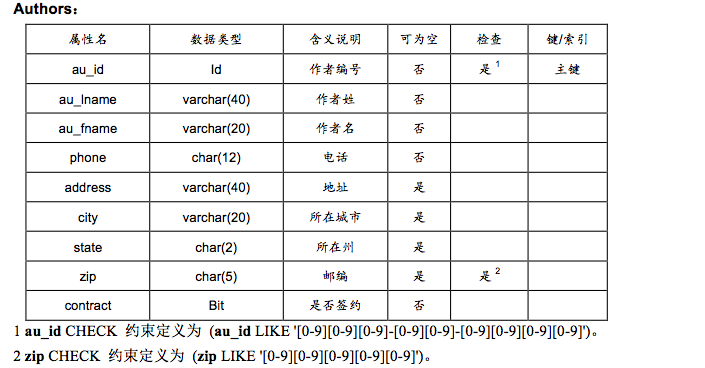 Authors：
属性名 数据类型 含义说明 可为空 检查 键/索引
au_id Id 作者编号 否 是 1 主键
au_lname varchar(40) 作者姓 否
au_fname varchar(20) 作者名 否
phone char(12) 电话 否
address varchar(40) 地址 是
city varchar(20) 所在城市 是
state char(2) 所在州 是
zip char(5) 邮编 是 是 2
contract Bit 是否签约 否
1 au_id CHECK 约束定义为 (au_id LIKE '[0-9][0-9][0-9]-[0-9][0-9]-[0-9][0-9][0-9][0-9]')。
2 zip CHECK 约束定义为 (zip LIKE '[0-9][0-9][0-9][0-9][0-9]')。